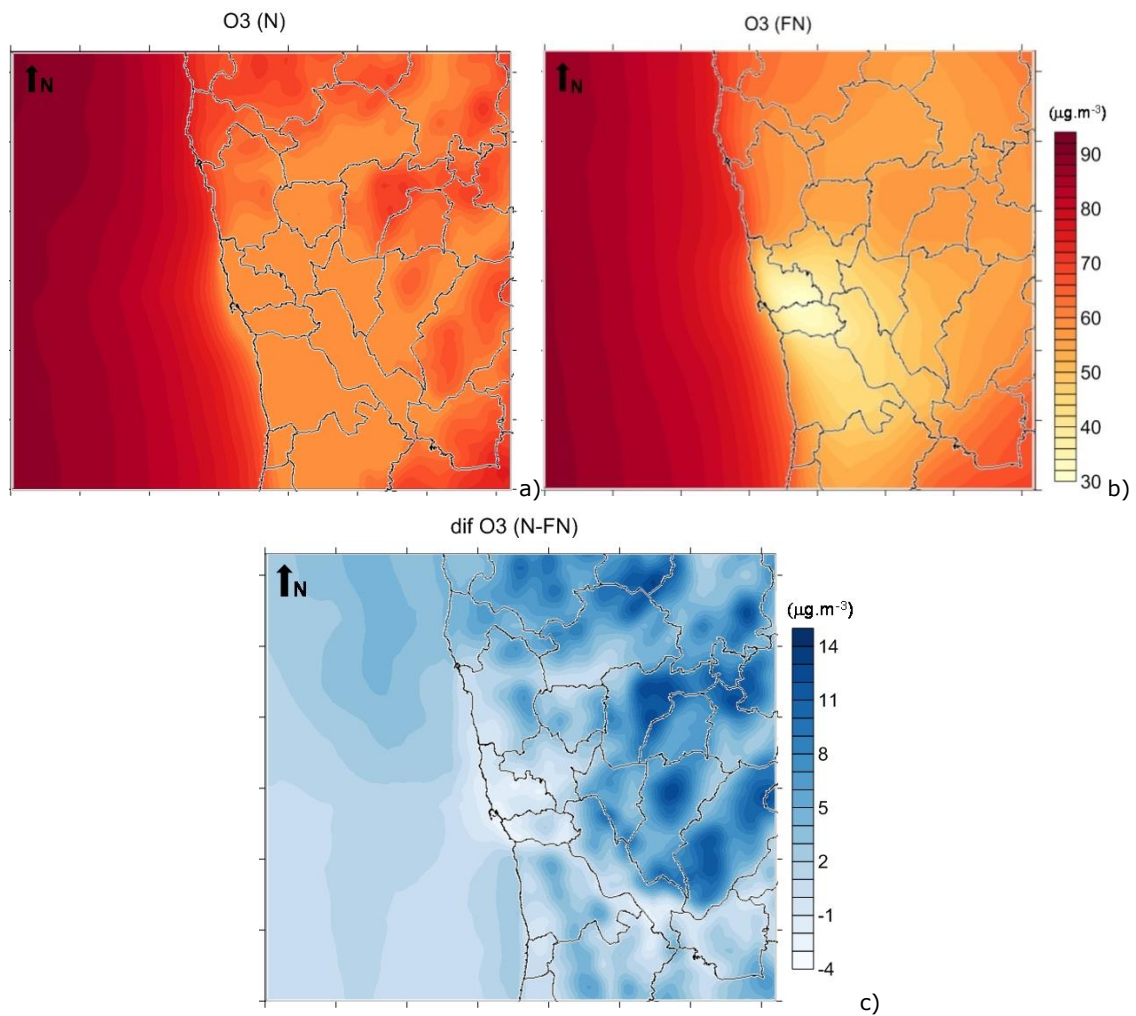 O3 (N)
N
a)
O3 (FN)
N
(µg.m-3)
90
80
70
60
50
40
30
b)
dif O3 (N-FN)
N
(µg.m-3)
14
11
8
5
2
-1
-4
c)